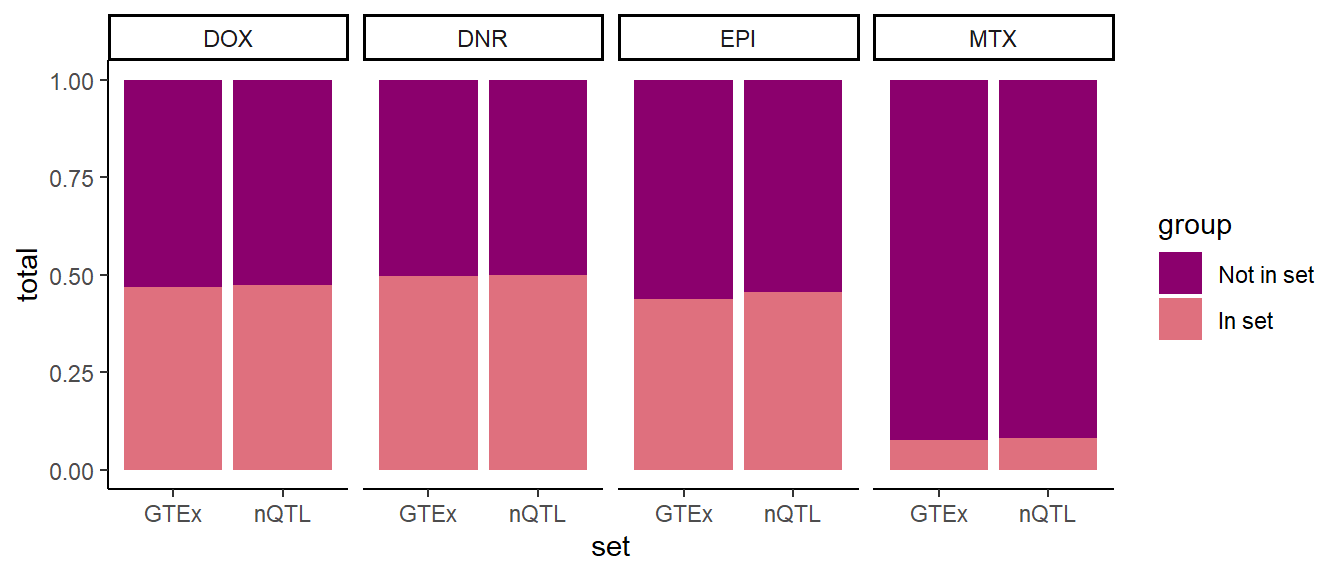 DOX DNR EPI MTX
1.00
0.75
0.50
0.25
0.00
total
GTEx nQTL GTEx nQTL GTEx nQTL GTEx nQTL
set
group
Not in set
In set